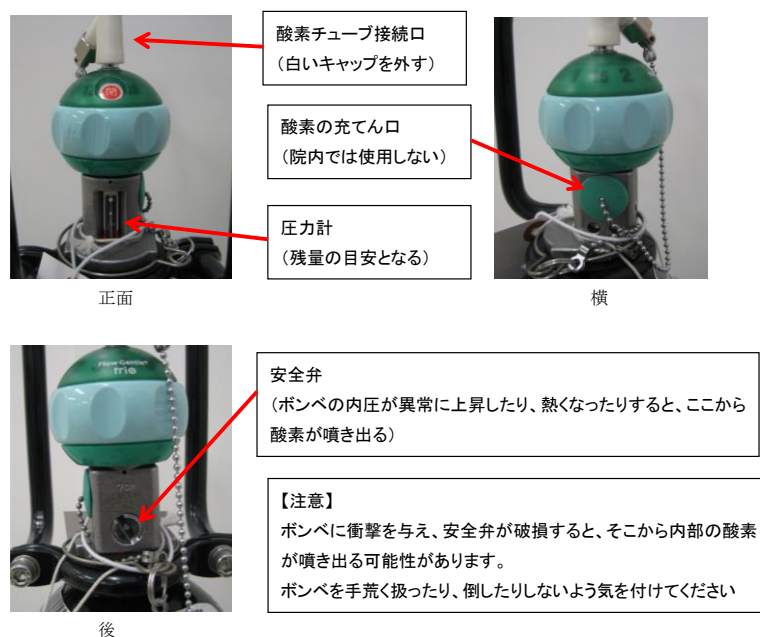 酸素チューブ接続口
（白いキャップを外す）
酸素の充てん口
（院内では使用しない）
圧力計
（残量の目安となる）
正面
横
閉
7 5 2
安全弁
（ボンベの内圧が異常に上昇したり、熱くなったりすると、ここから
酸素が噴き出る）
【注意】
ボンベに衝撃を与え、安全弁が破損すると、そこから内部の酸素
が噴き出る可能性があります。
ボンベを手荒く扱ったり、倒したりしないよう気を付けてください
Flow Gentle
trio
後